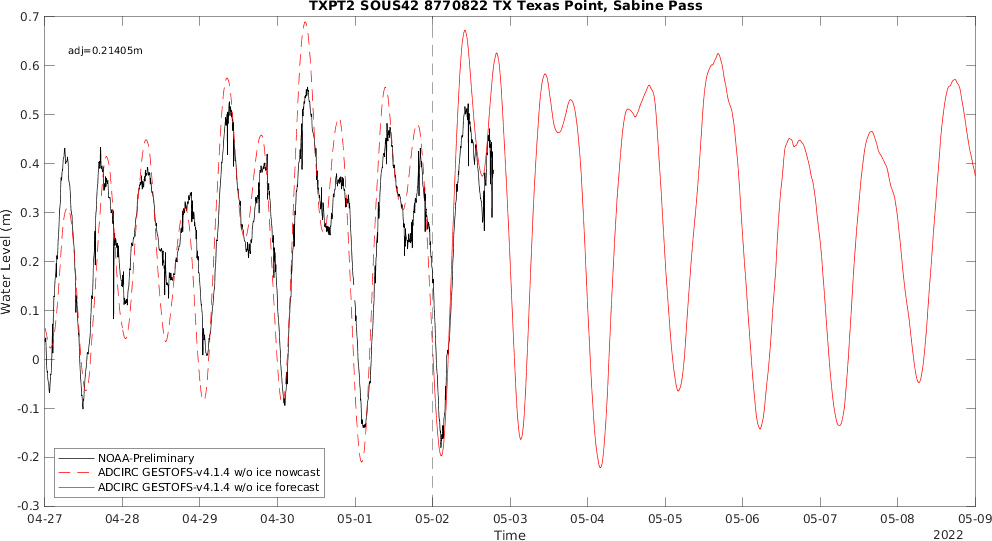 TXPT2 SOUS42 8770822 TX Texas Point, Sabine Pass
adj=0.21405m
Water Level (m)
0.7
0.6
0.5
0.4
0.3
0.2
0.1
0
-0.1
-0.2
-0.3
NOAA-Preliminary
ADCIRC GESTOFS-v4.1.4 w/o ice nowcast
ADCIRC GESTOFS-v4.1.4 w/o ice forecast
04-27 04-28 04-29 04-30 05-01 05-02 05-03 05-04 05-05 05-06 05-07 05-08 05-09
Time
2022